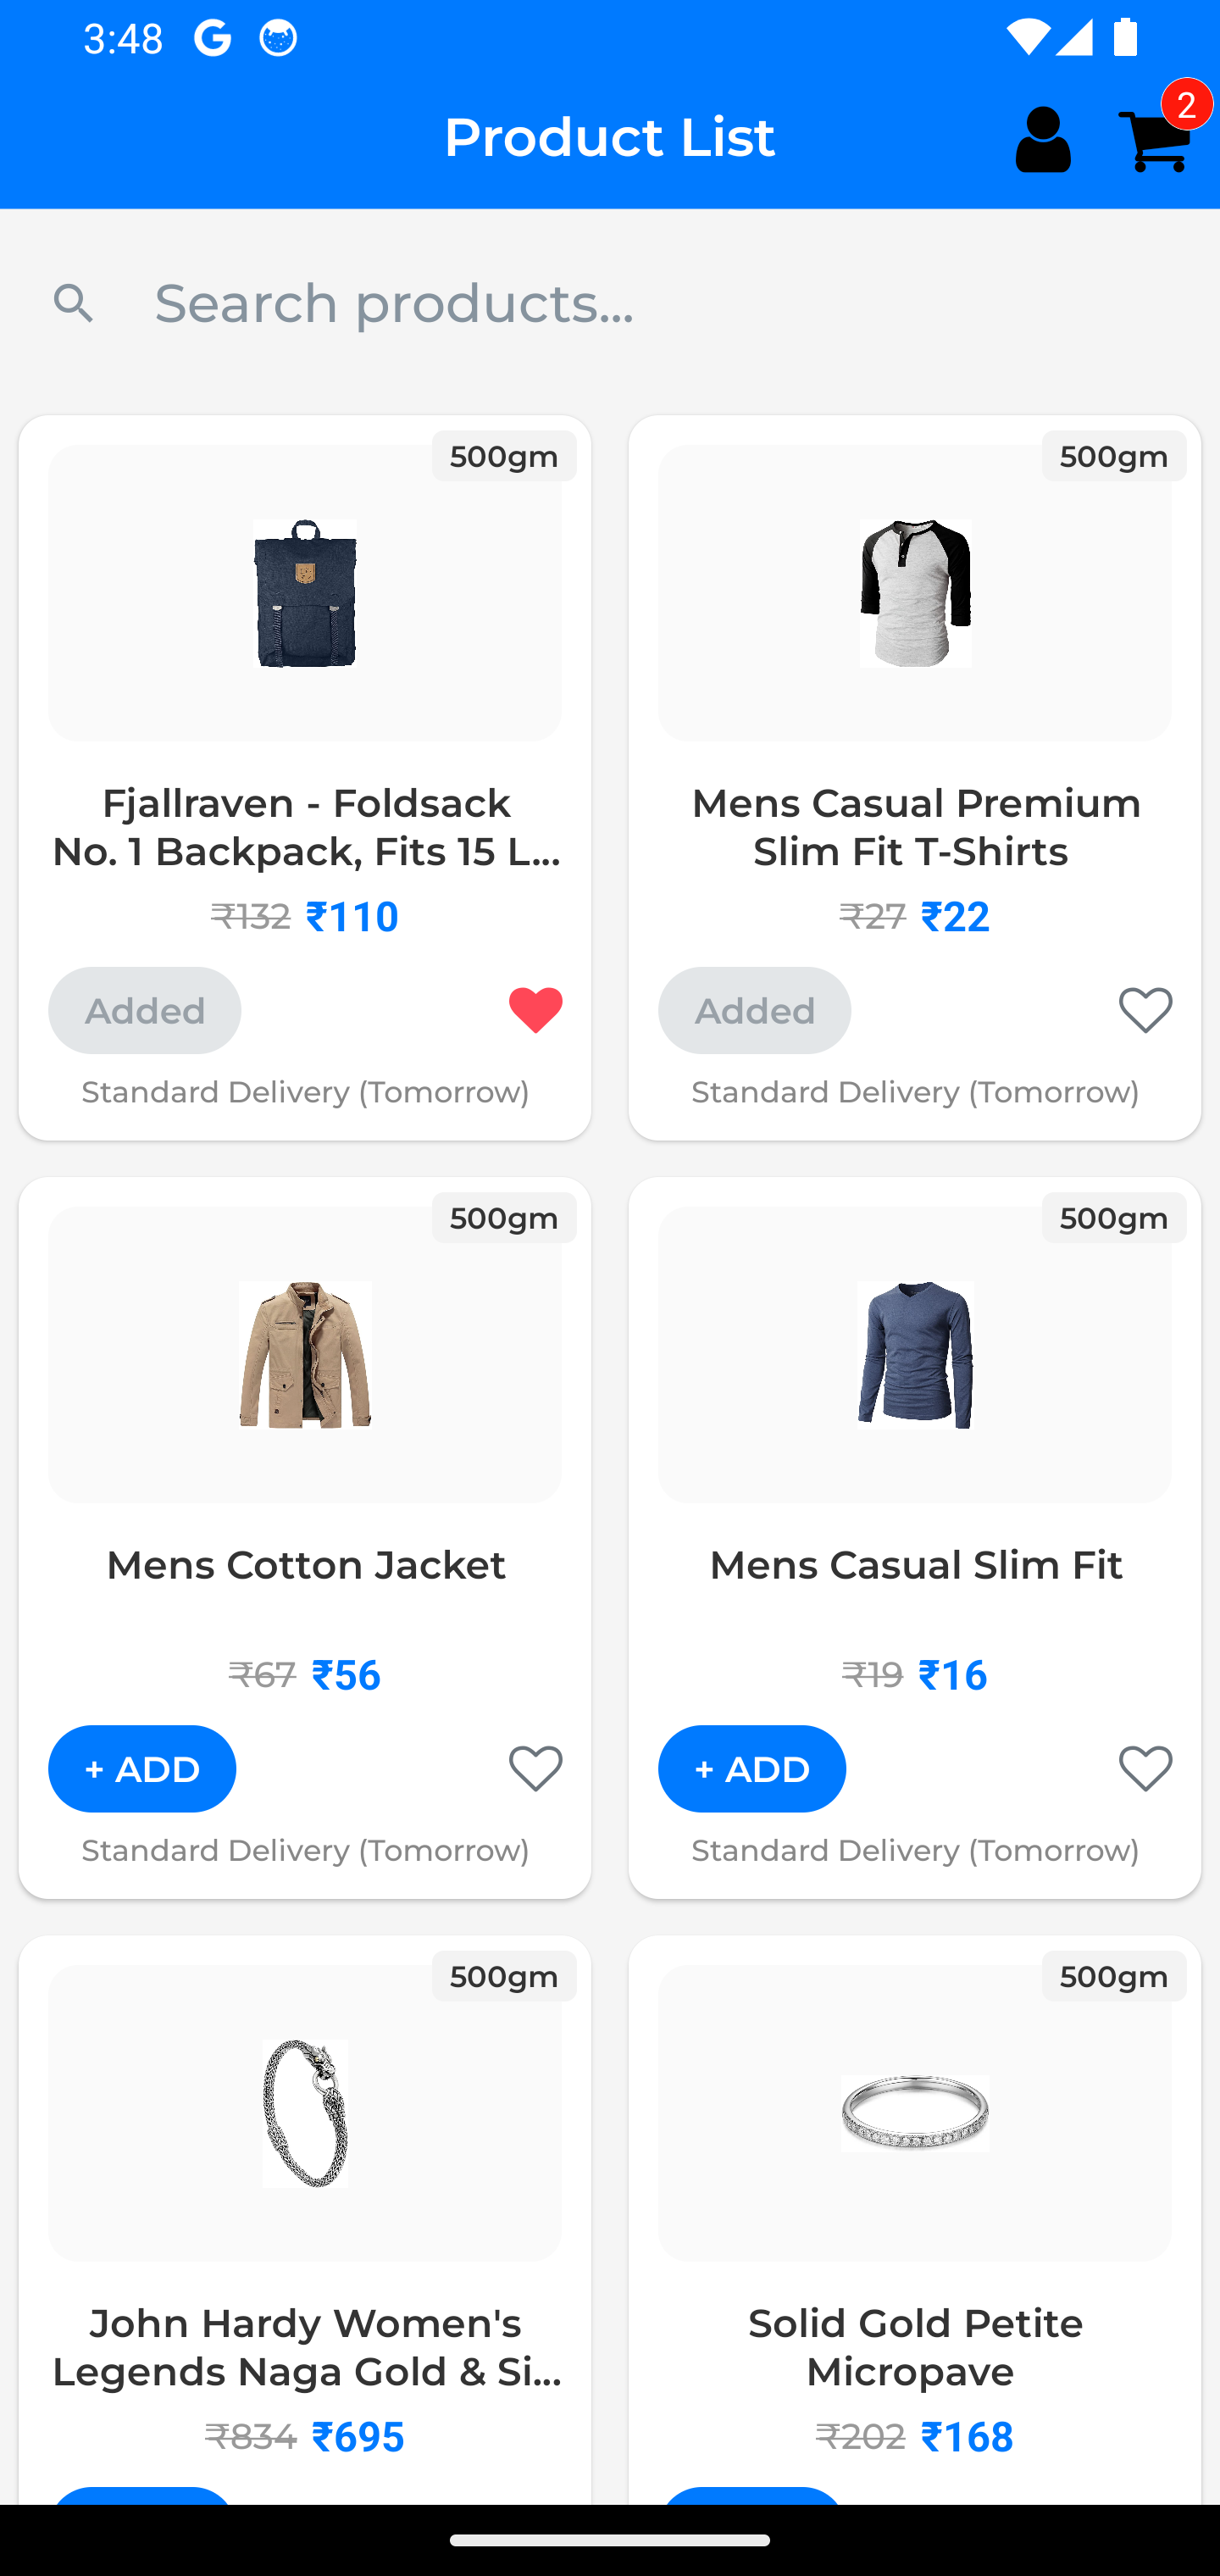 3:48
Product List
2
Search products...
500gm
Fjallraven - Foldsack
No. 1 Backpack, Fits 15 L...
₹132 ₹110
Added
Standard Delivery (Tomorrow)
500gm
Mens Casual Premium
Slim Fit T-Shirts
₹27 ₹22
Added
Standard Delivery (Tomorrow)
500gm
Mens Cotton Jacket
₹67 ₹56
+ ADD
Standard Delivery (Tomorrow)
500gm
Mens Casual Slim Fit
₹19 ₹16
+ ADD
Standard Delivery (Tomorrow)
500gm
John Hardy Women's
Legends Naga Gold & Si...
₹834 ₹695
500gm
Solid Gold Petite
Micropave
₹202 ₹168